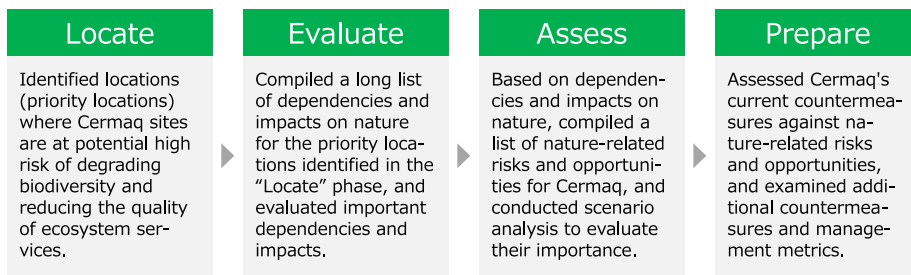 Locate
Identified locations
(priority locations)
where Cermaq sites
are at potential high
risk of degrading
biodiversity and
reducing the quality
of ecosystem ser-
vices.
Evaluate
Compiled a long list
of dependencies and
impacts on nature
for the priority loca-
tions identified in the
“Locate” phase, and
evaluated important
dependencies and
impacts.
Assess
Based on dependen-
cies and impacts on
nature, compiled a
list of nature-related
risks and opportuni-
ties for Cermaq, and
conducted scenario
analysis to evaluate
their importance.
Prepare
Assessed Cermaq's
current countermea-
sures against na-
ture-related risks
and opportunities,
and examined addi-
tional countermea-
sures and manage-
ment metrics.